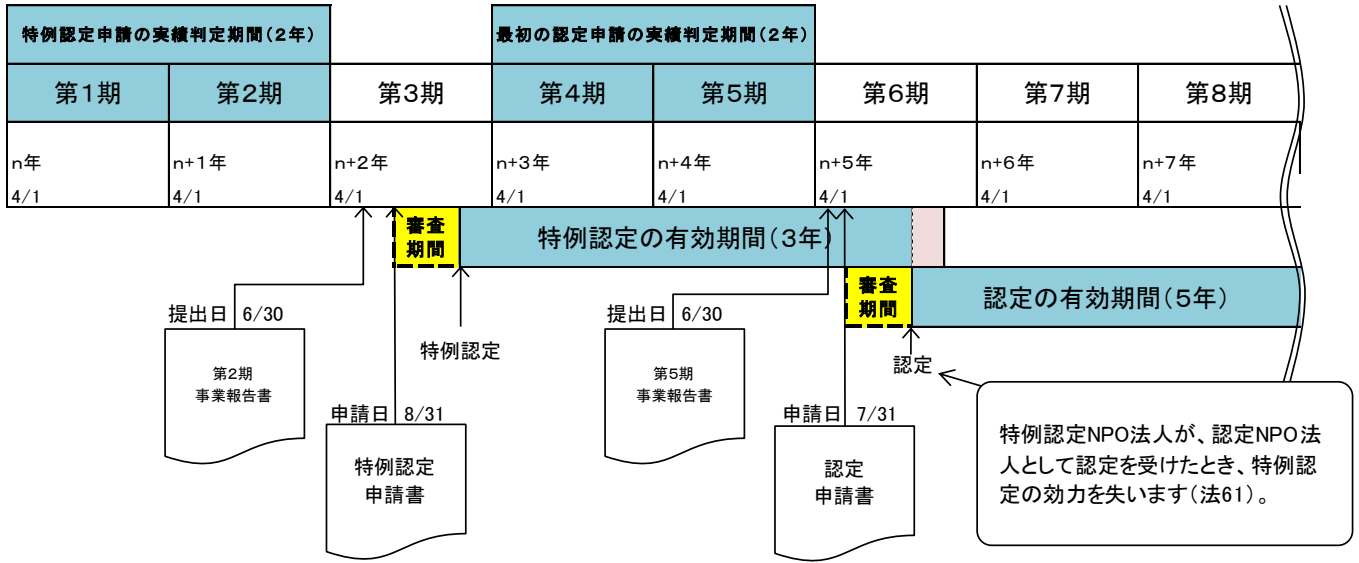 特例認定申請の実績判定期間(2年)
最初の認定申請の実績判定期間(2年)
第1期
第2期
第3期
第4期
第5期
第6期
第7期
第8期
n年
4/1
n+1年
4/1
n+2年
4/1
n+3年
4/1
n+4年
4/1
n+5年
4/1
n+6年
4/1
n+7年
4/1
審査
期間
特例認定の有効期間(3年)
審査
期間
認定の有効期間(5年)
提出日 6/30
第2期
事業報告書
特例認定
申請日 8/31
特例認定
申請書
提出日 6/30
第5期
事業報告書
認定
申請日 7/31
認定
申請書
特例認定NPO法人が、認定NPO法
人として認定を受けたとき、特例認
定の効力を失います(法61)。